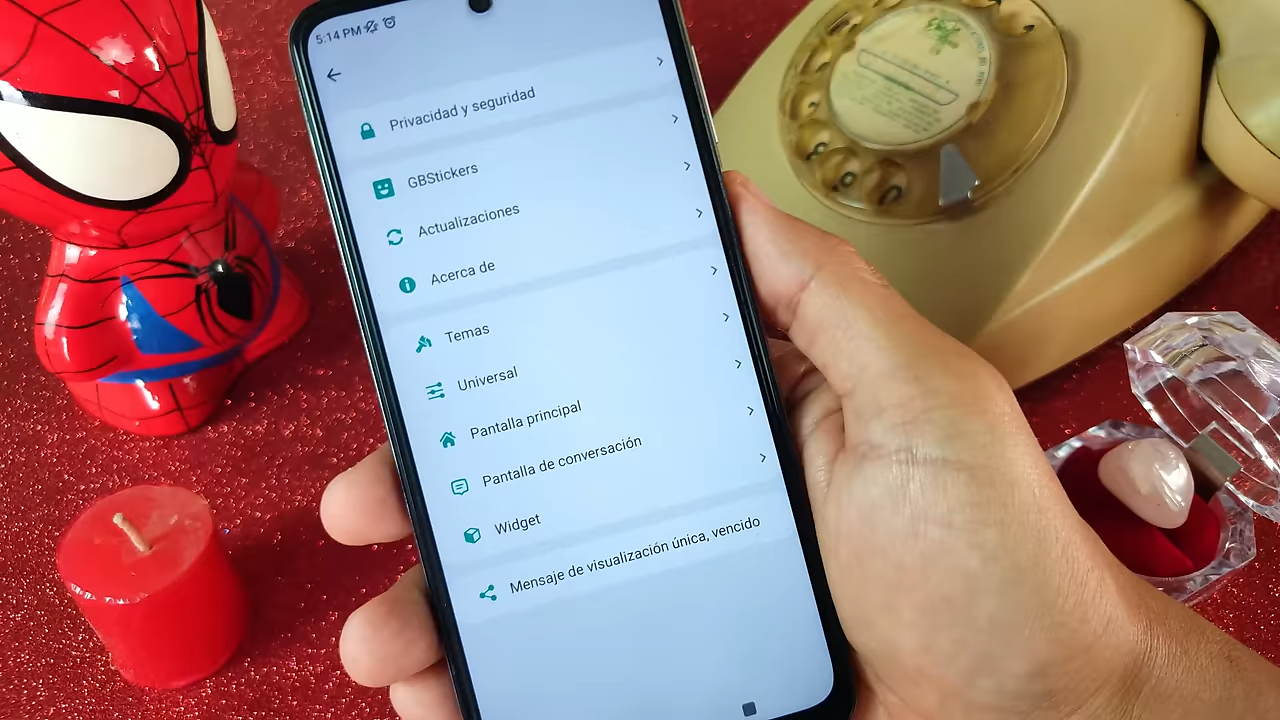 5:14 PM
Privacidad y seguridad
GBStickers
Actualizaciones
Acerca de
Temas
Universal
Pantalla principal
Pantalla de conversación
Widget
Mensaje de visualización única, vencido